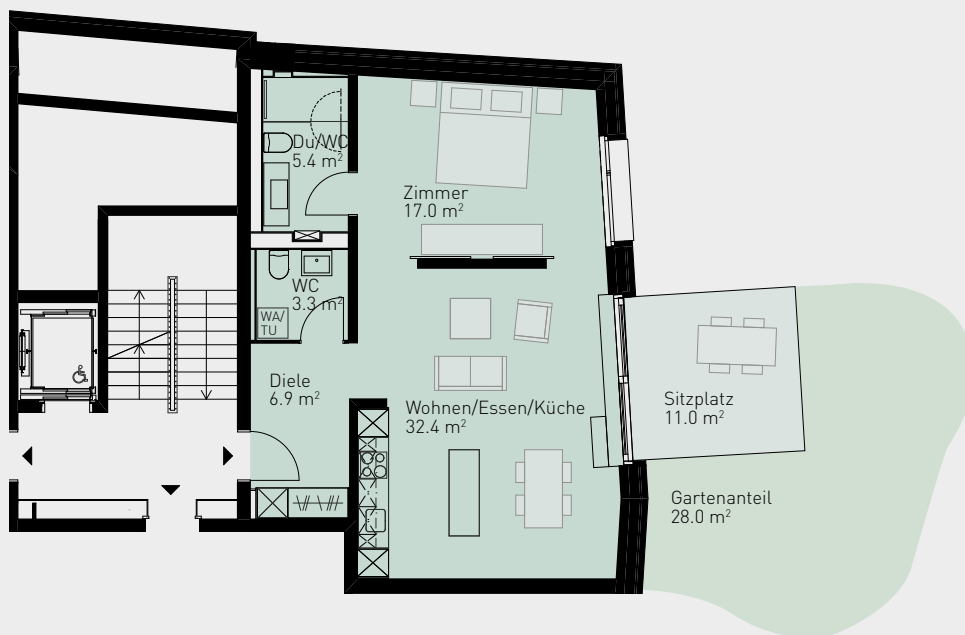 Du/WC
5.4 m²
Zimmer
17.0 m²
WC
3.3 m²
WA/
TU
Diele
6.9 m²
Wohnen/Essen/Küche
32.4 m²
Sitzplatz
11.0 m²
Gartenanteil
28.0 m²